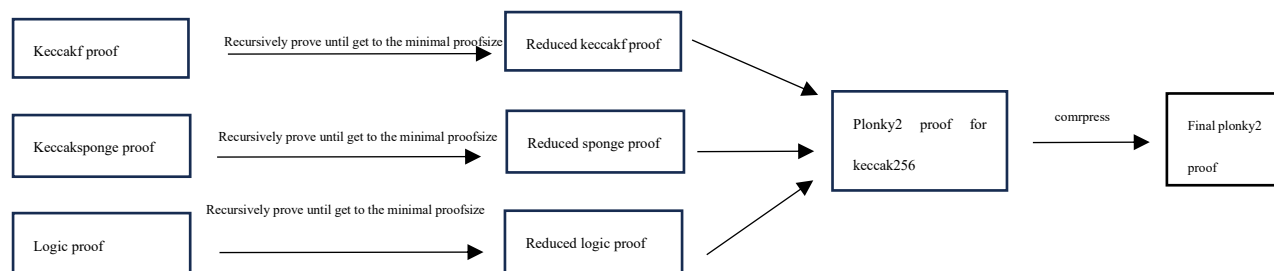 Keccakf proof
Recursively prove until get to the minimal proofsize
Reduced keccakf proof
Keccaksponge proof
Recursively prove until get to the minimal proofsize
Reduced sponge proof
Logic proof
Recursively prove until get to the minimal proofsize
Reduced logic proof
Plonky2 proof for
keccak256
comrpress
Final plonky2
proof